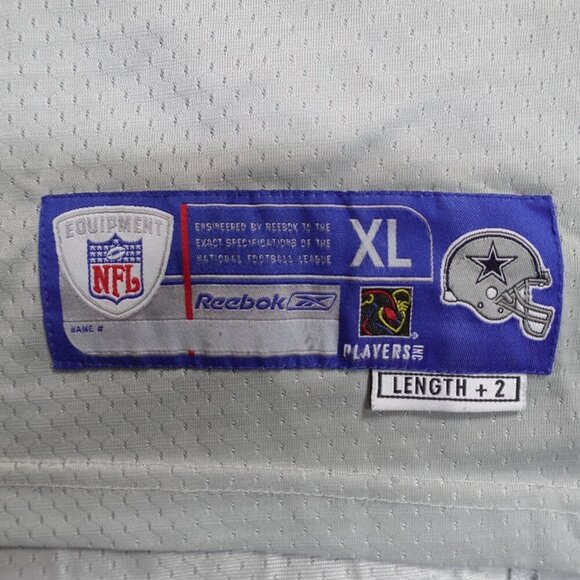 EQUIPMENT
NFL
NAME #
ENGINEERED BY REEBOK TO THE
EXACT SPECIFICATIONS OF THE
NATIONAL FOOTBALL LEAGUE
XL
Reebok
PLAYERS INC
LENGTH + 2